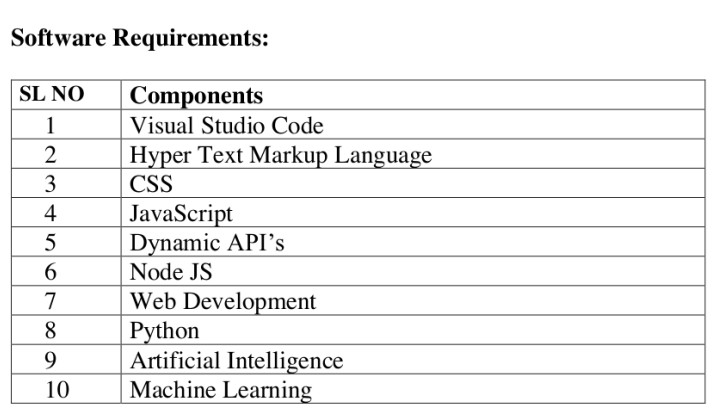 Software Requirements:
SL NO Components
1 Visual Studio Code
2 Hyper Text Markup Language
3 CSS
4 JavaScript
5 Dynamic API’s
6 Node JS
7 Web Development
8 Python
9 Artificial Intelligence
10 Machine Learning